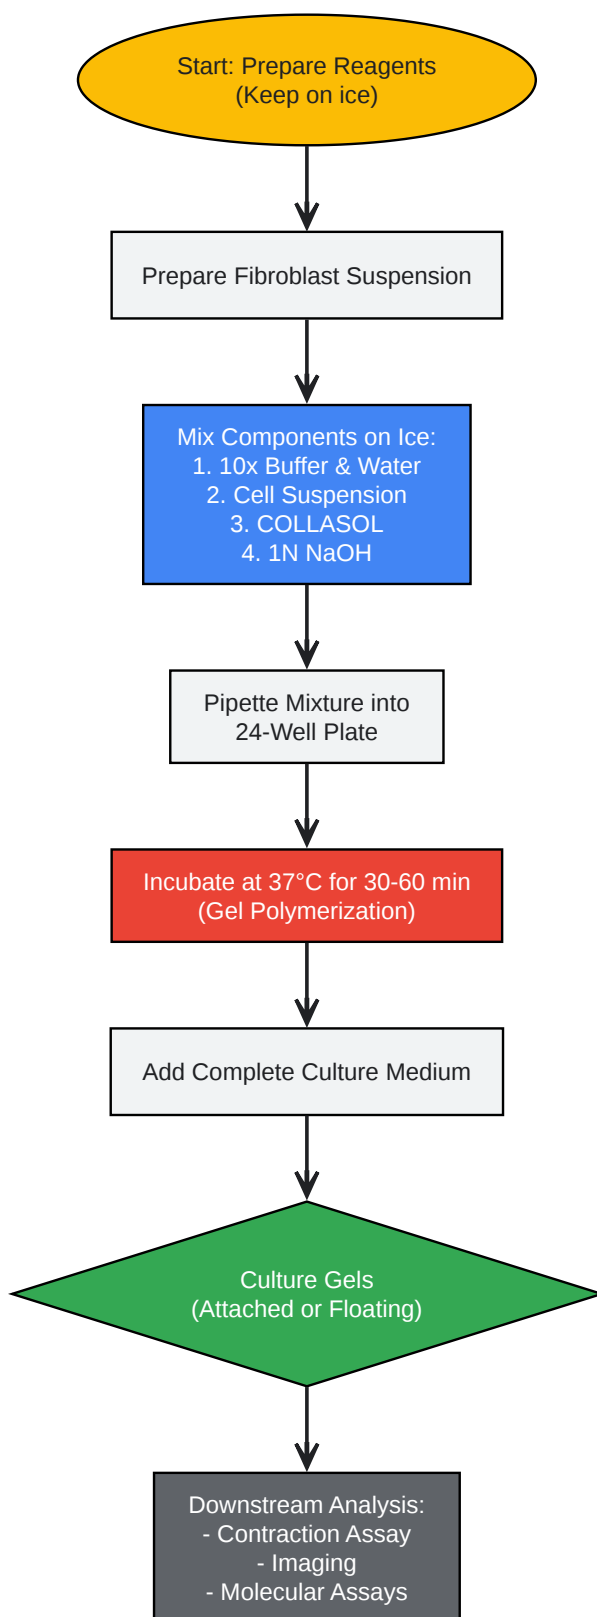 Start: Prepare Reagents
(Keep on ice)
Prepare Fibroblast Suspension
Mix Components on Ice:
1. 10x Buffer & Water
2. Cell Suspension
3. COLLASOL
4. 1N NaOH
Pipette Mixture into
24-Well Plate
Incubate at 37°C for 30-60 min
(Gel Polymerization)
Add Complete Culture Medium
Culture Gels
(Attached or Floating)
Downstream Analysis:
- Contraction Assay
- Imaging
- Molecular Assays